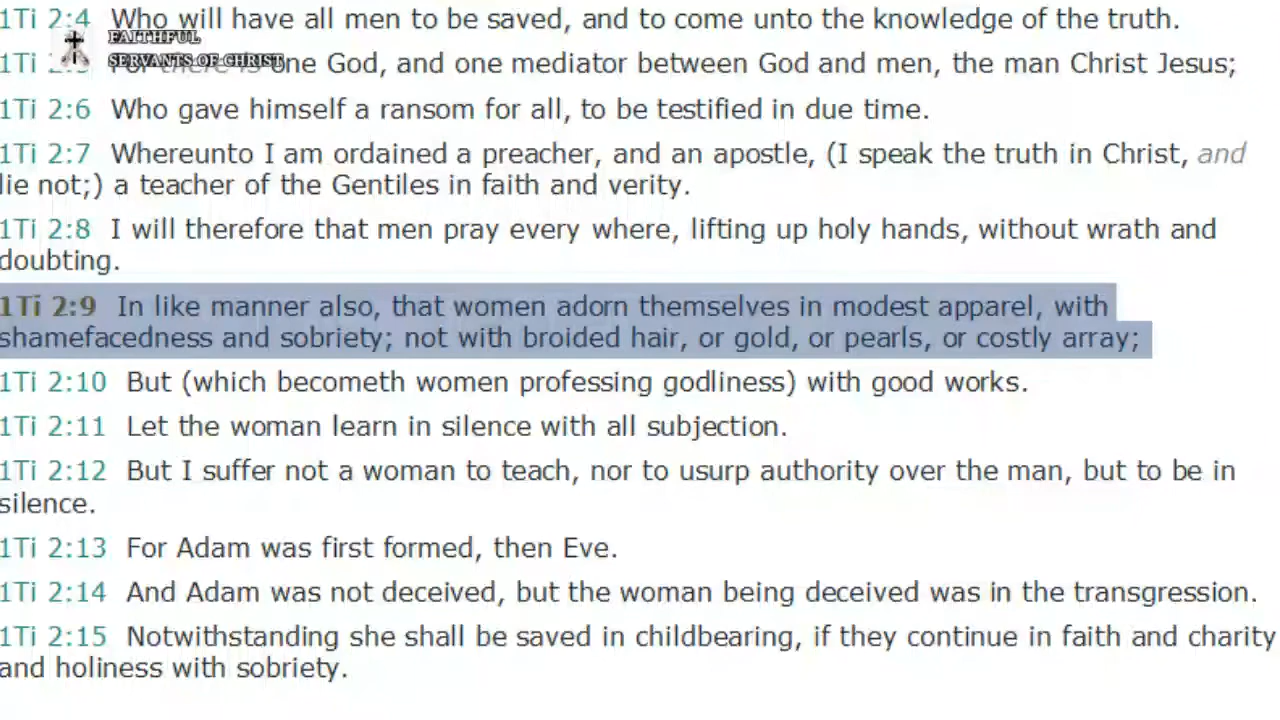 1Ti 2:4 Who will have all men to be saved, and to come unto the knowledge of the truth.
FAITHFUL
SERVANTS OF CHRIST
1Ti one God, and one mediator between God and men, the man Christ Jesus;
1Ti 2:6 Who gave himself a ransom for all, to be testified in due time.
1Ti 2:7 Whereunto I am ordained a preacher, and an apostle, (I speak the truth in Christ, and
lie not;) a teacher of the Gentiles in faith and verity.
1Ti 2:8 I will therefore that men pray every where, lifting up holy hands, without wrath and
doubting.
1Ti 2:9 In like manner also, that women adorn themselves in modest apparel, with
shamefacedness and sobriety; not with broided hair, or gold, or pearls, or costly array;
1Ti 2:10 But (which becometh women professing godliness) with good works.
1Ti 2:11 Let the woman learn in silence with all subjection.
1Ti 2:12 But I suffer not a woman to teach, nor to usurp authority over the man, but to be in
silence.
1Ti 2:13 For Adam was first formed, then Eve.
1Ti 2:14 And Adam was not deceived, but the woman being deceived was in the transgression.
1Ti 2:15 Notwithstanding she shall be saved in childbearing, if they continue in faith and charity
and holiness with sobriety.